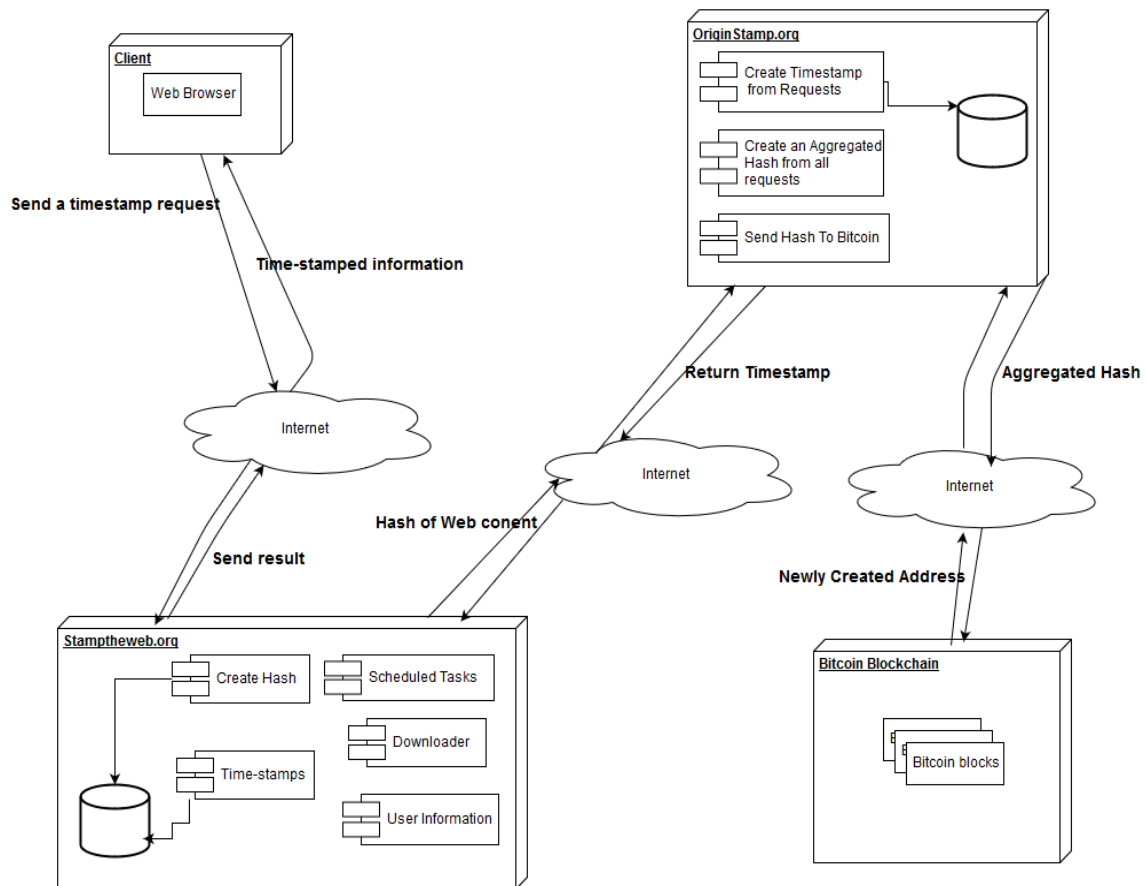 Client
Web Browser
Send a timestamp request
Time-stamped information
Internet
Send result
Stamptheweb.org
Create Hash
Scheduled Tasks
Downloader
Time-stamps
User Information
Hash of Web conent
Internet
Return Timestamp
OriginStamp.org
Create Timestamp
from Requests
Create an Aggregated
Hash from all
requests
Send Hash To Bitcoin
Aggregated Hash
Internet
Newly Created Address
Bitcoin Blockchain
Bitcoin blocks